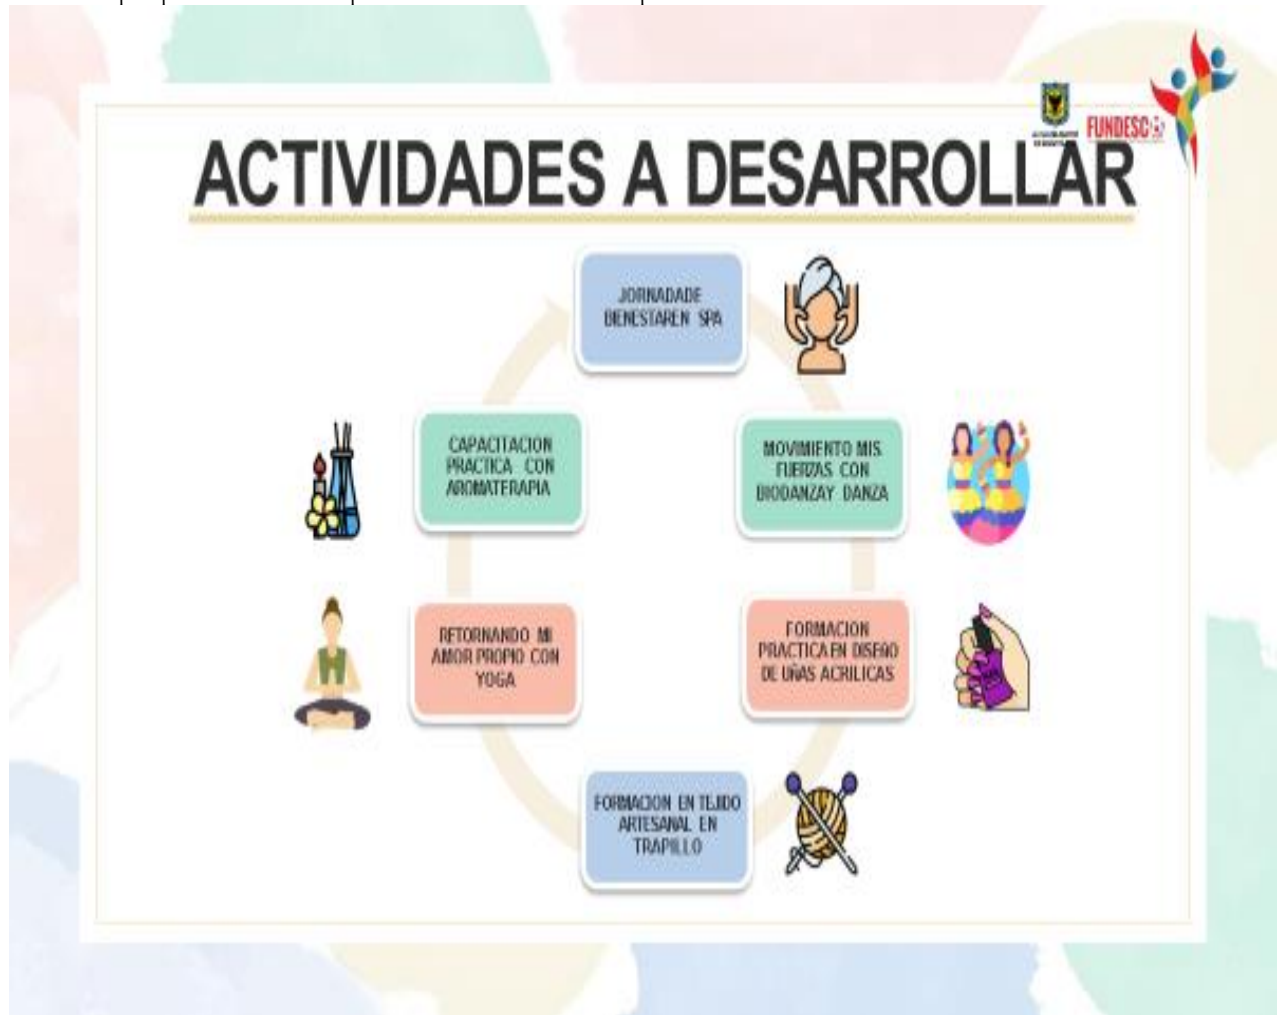 FUNDESCO
ACTIVIDADES A DESARROLLAR
JORNADADE
BIENESTAREN SPA
CAPACITACION
PRACTICA CON
AROMATERAPIA
MOVIMIENTO MIS
FUERZAS CON
BIODANZAY DANZA
RETORNANDO MI
AMOR PROPIO CON
YOGA
FORMACION
PRACTICA EN DISEÑO
DE UÑAS ACRILICAS
FORMACION EN TEJIDO
ARTESANAL EN
TRAPILLO